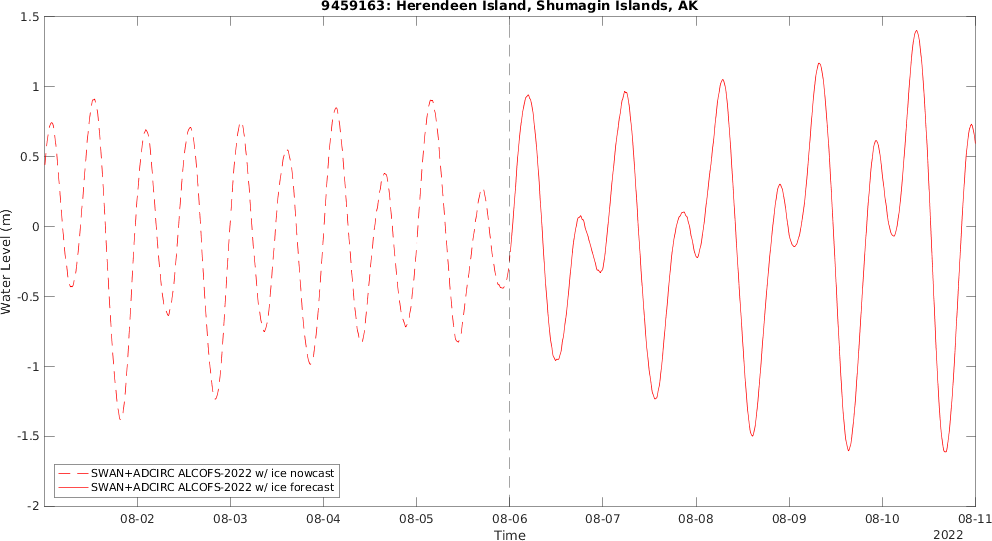 9459163: Herendeen Island, Shumagin Islands, AK
1.5
1
0.5
0
-0.5
-1
-1.5
-2
Water Level (m)
SWAN+ADCIRC ALCOFS-2022 w/ ice nowcast
SWAN+ADCIRC ALCOFS-2022 w/ ice forecast
08-02 08-03 08-04 08-05 08-06 08-07 08-08 08-09 08-10 08-11
Time
2022